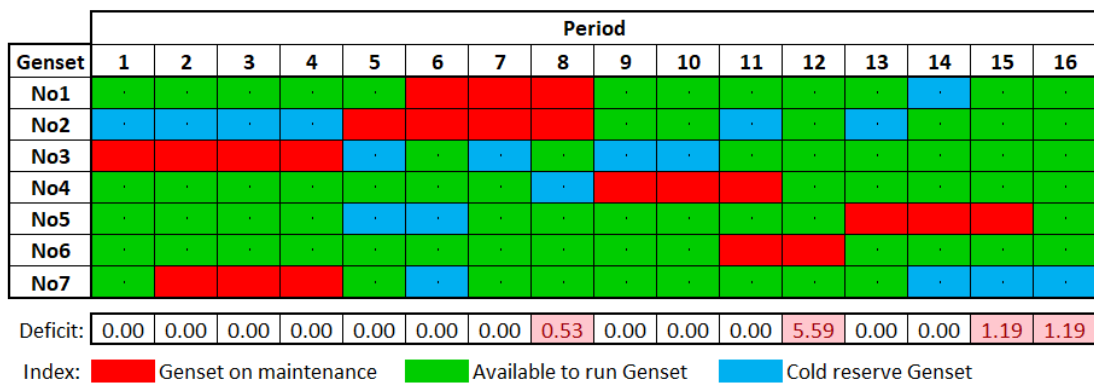 Period
Genset 1 2 3 4 5 6 7 8 9 10 11 12 13 14 15 16
No1
No2
No3
No4
No5
No6
No7
Deficit: 0.00 0.00 0.00 0.00 0.00 0.00 0.00 0.53 0.00 0.00 0.00 5.59 0.00 0.00 1.19 1.19
Index: Genset on maintenance Available to run Genset Cold reserve Genset